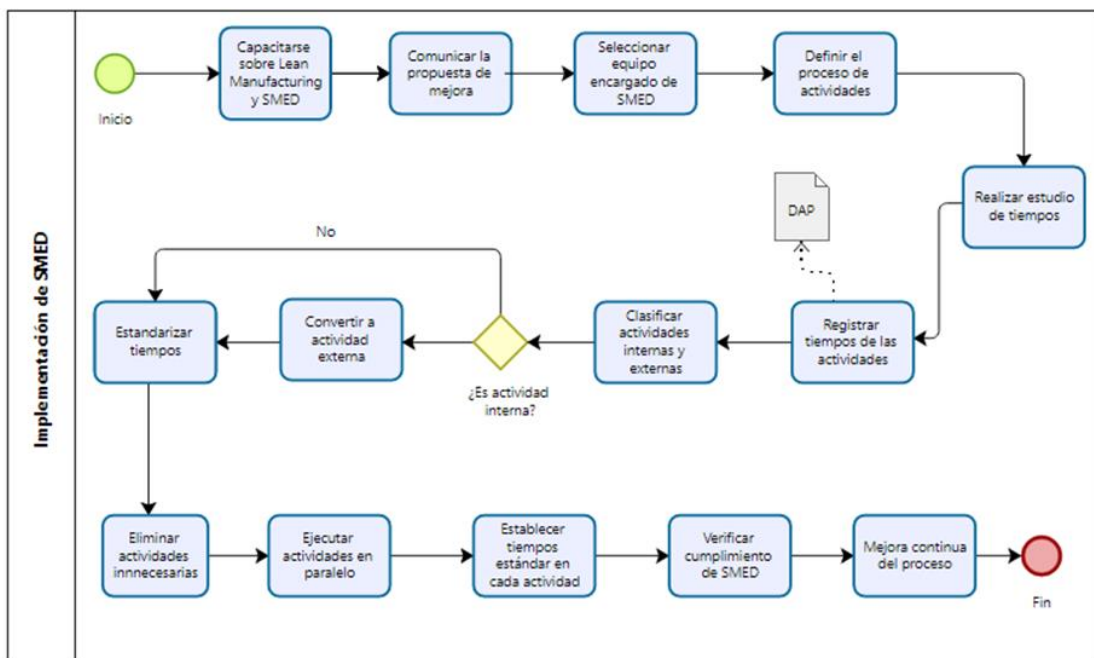 Implementación de SMED
Inicio
Capacitarse
sobre Lean
Manufacturing
y SMED
Comunicar la
propuesta de
mejora
Seleccionar
equipo
encargado de
SMED
Definir el
proceso de
actividades
Realizar estudio
de tiempos
DAP
Registrar
tiempos de las
actividades
Clasificar
actividades
internas y
externas
¿Es actividad
interna?
No
Convertir a
actividad
externa
Estandarizar
tiempos
Eliminar
actividades
innnecesarias
Ejecutar
actividades en
paralelo
Establecer
tiempos
estándar en
cada actividad
Verificar
cumplimiento
de SMED
Mejora continua
del proceso
Fin